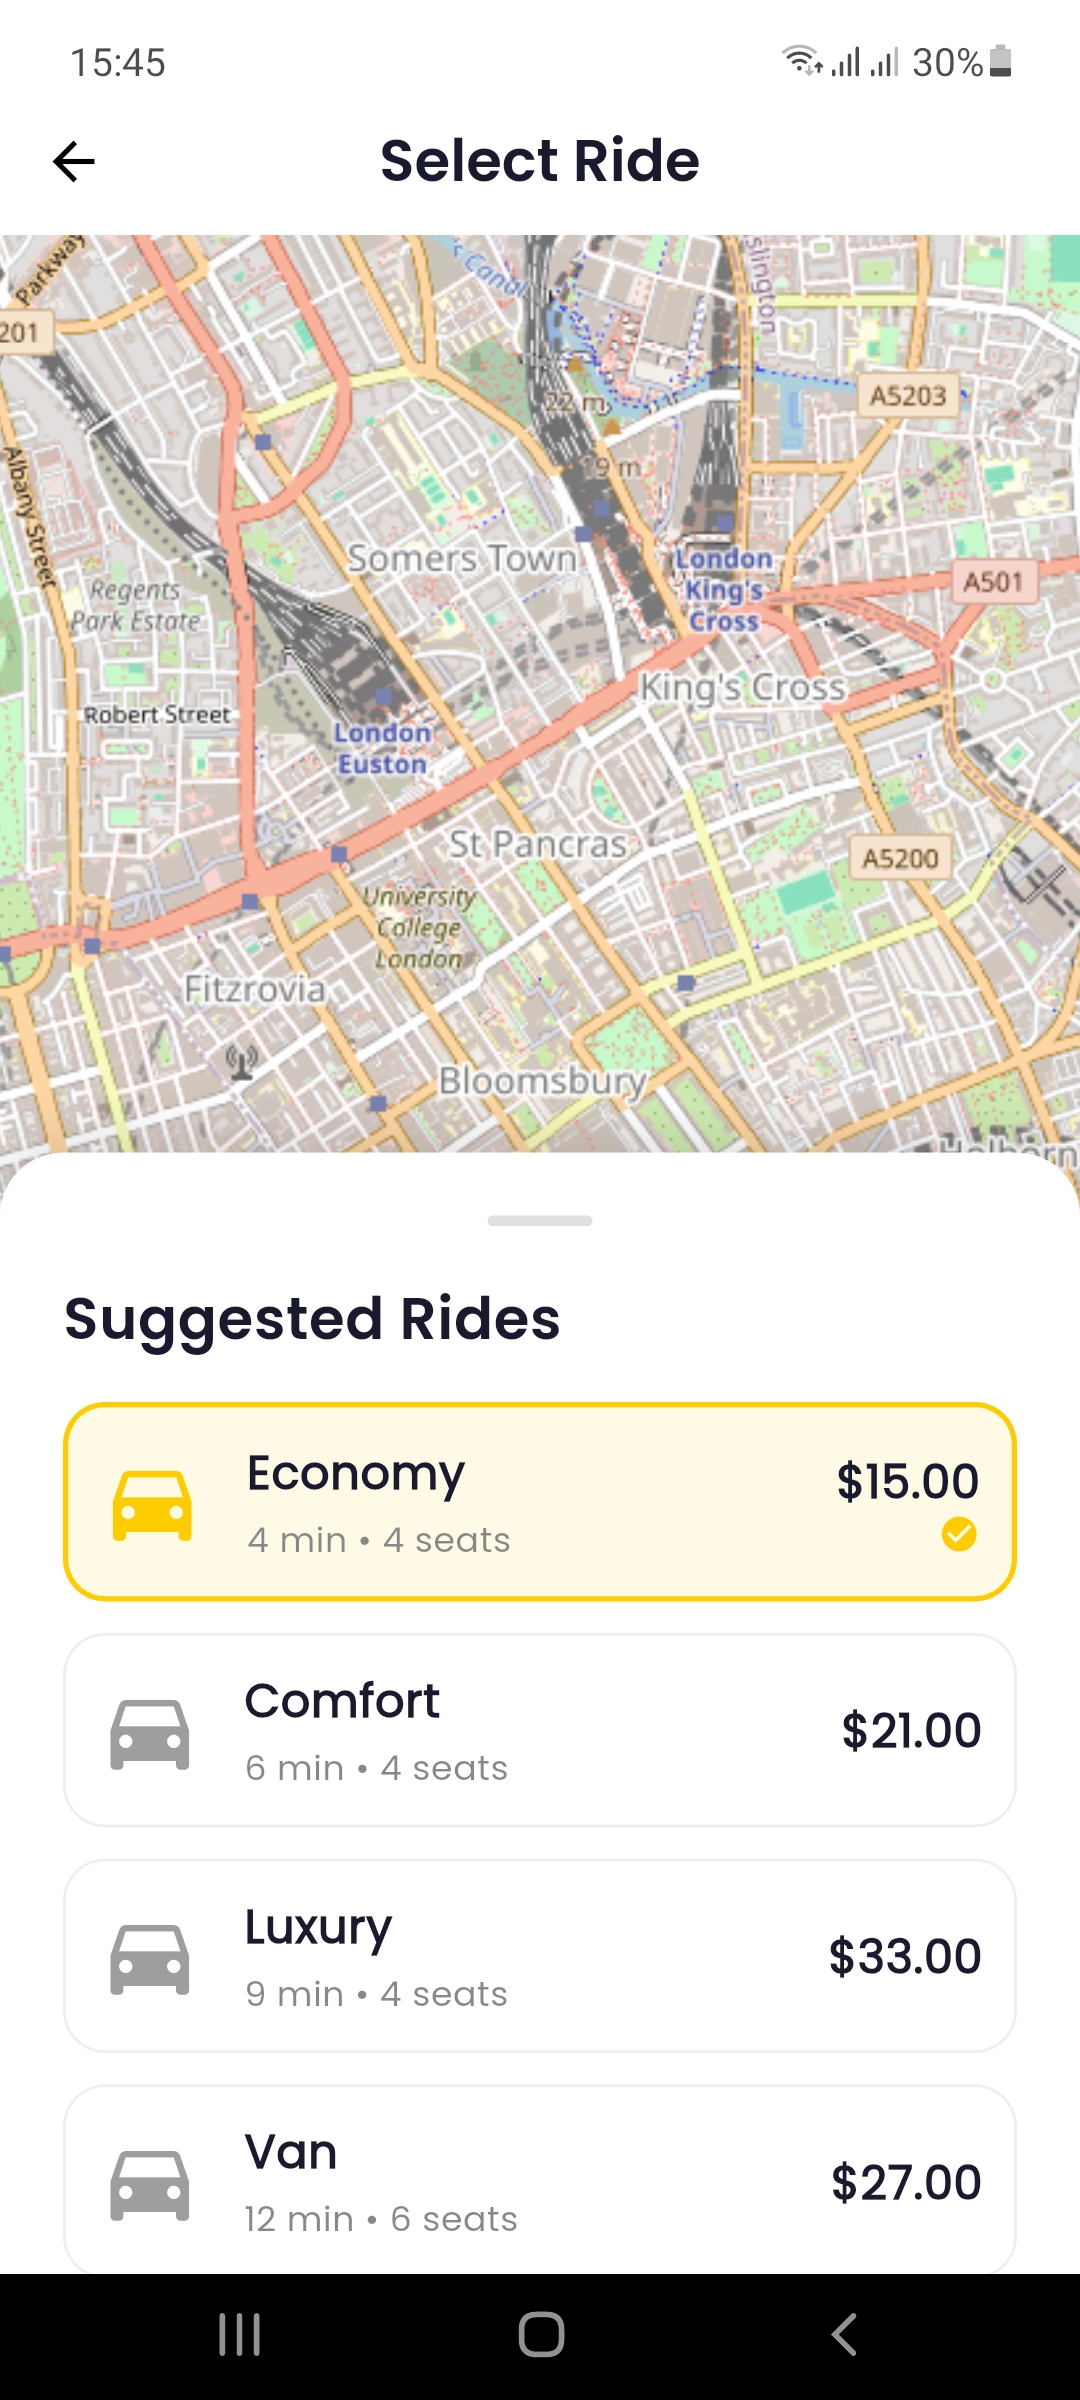 15:45
30%
Select Ride
Parkway
Canal
slington
201
A5203
22 m
19 m
Albany Street
Somers Town
London
King's
Cross
A501
Regents
Park Estate
King's Cross
Robert Street
London
Euston
St Pancras
A5200
University
College
London
Fitzrovia
Bloomsbury
Holborn
Suggested Rides
Economy
$15.00
4 min • 4 seats
Comfort
$21.00
6 min • 4 seats
Luxury
$33.00
9 min • 4 seats
Van
$27.00
12 min • 6 seats